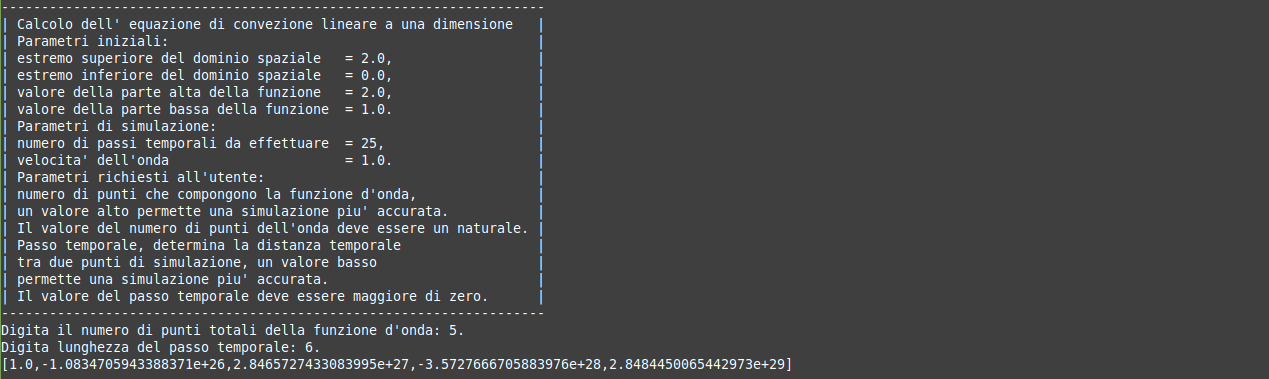 --------------------------------------------------------------------
| Calcolo dell' equazione di convezione lineare a una dimensione   |
| Parametri iniziali:                                              |
| estremo superiore del dominio spaziale   = 2.0,                  |
| estremo inferiore del dominio spaziale   = 0.0,                  |
| valore della parte alta della funzione   = 2.0,                  |
| valore della parte bassa della funzione  = 1.0.                  |
| Parametri di simulazione:                                        |
| numero di passi temporali da effettuare  = 25,                   |
| velocita' dell'onda                      = 1.0.                  |
| Parametri richiesti all'utente:                                  |
| numero di punti che compongono la funzione d'onda,               |
| un valore alto permette una simulazione piu' accurata.           |
| Il valore del numero di punti dell'onda deve essere un naturale. |
| Passo temporale, determina la distanza temporale                 |
| tra due punti di simulazione, un valore basso                    |
| permette una simulazione piu' accurata.                          |
| Il valore del passo temporale deve essere maggiore di zero.      |
--------------------------------------------------------------------
Digita il numero di punti totali della funzione d'onda: 5.
Digita lunghezza del passo temporale: 6.
[1.0,-1.0834705943388371e+26,2.8465727433083995e+27,-3.5727666705883976e+28,2.8484450065442973e+29]